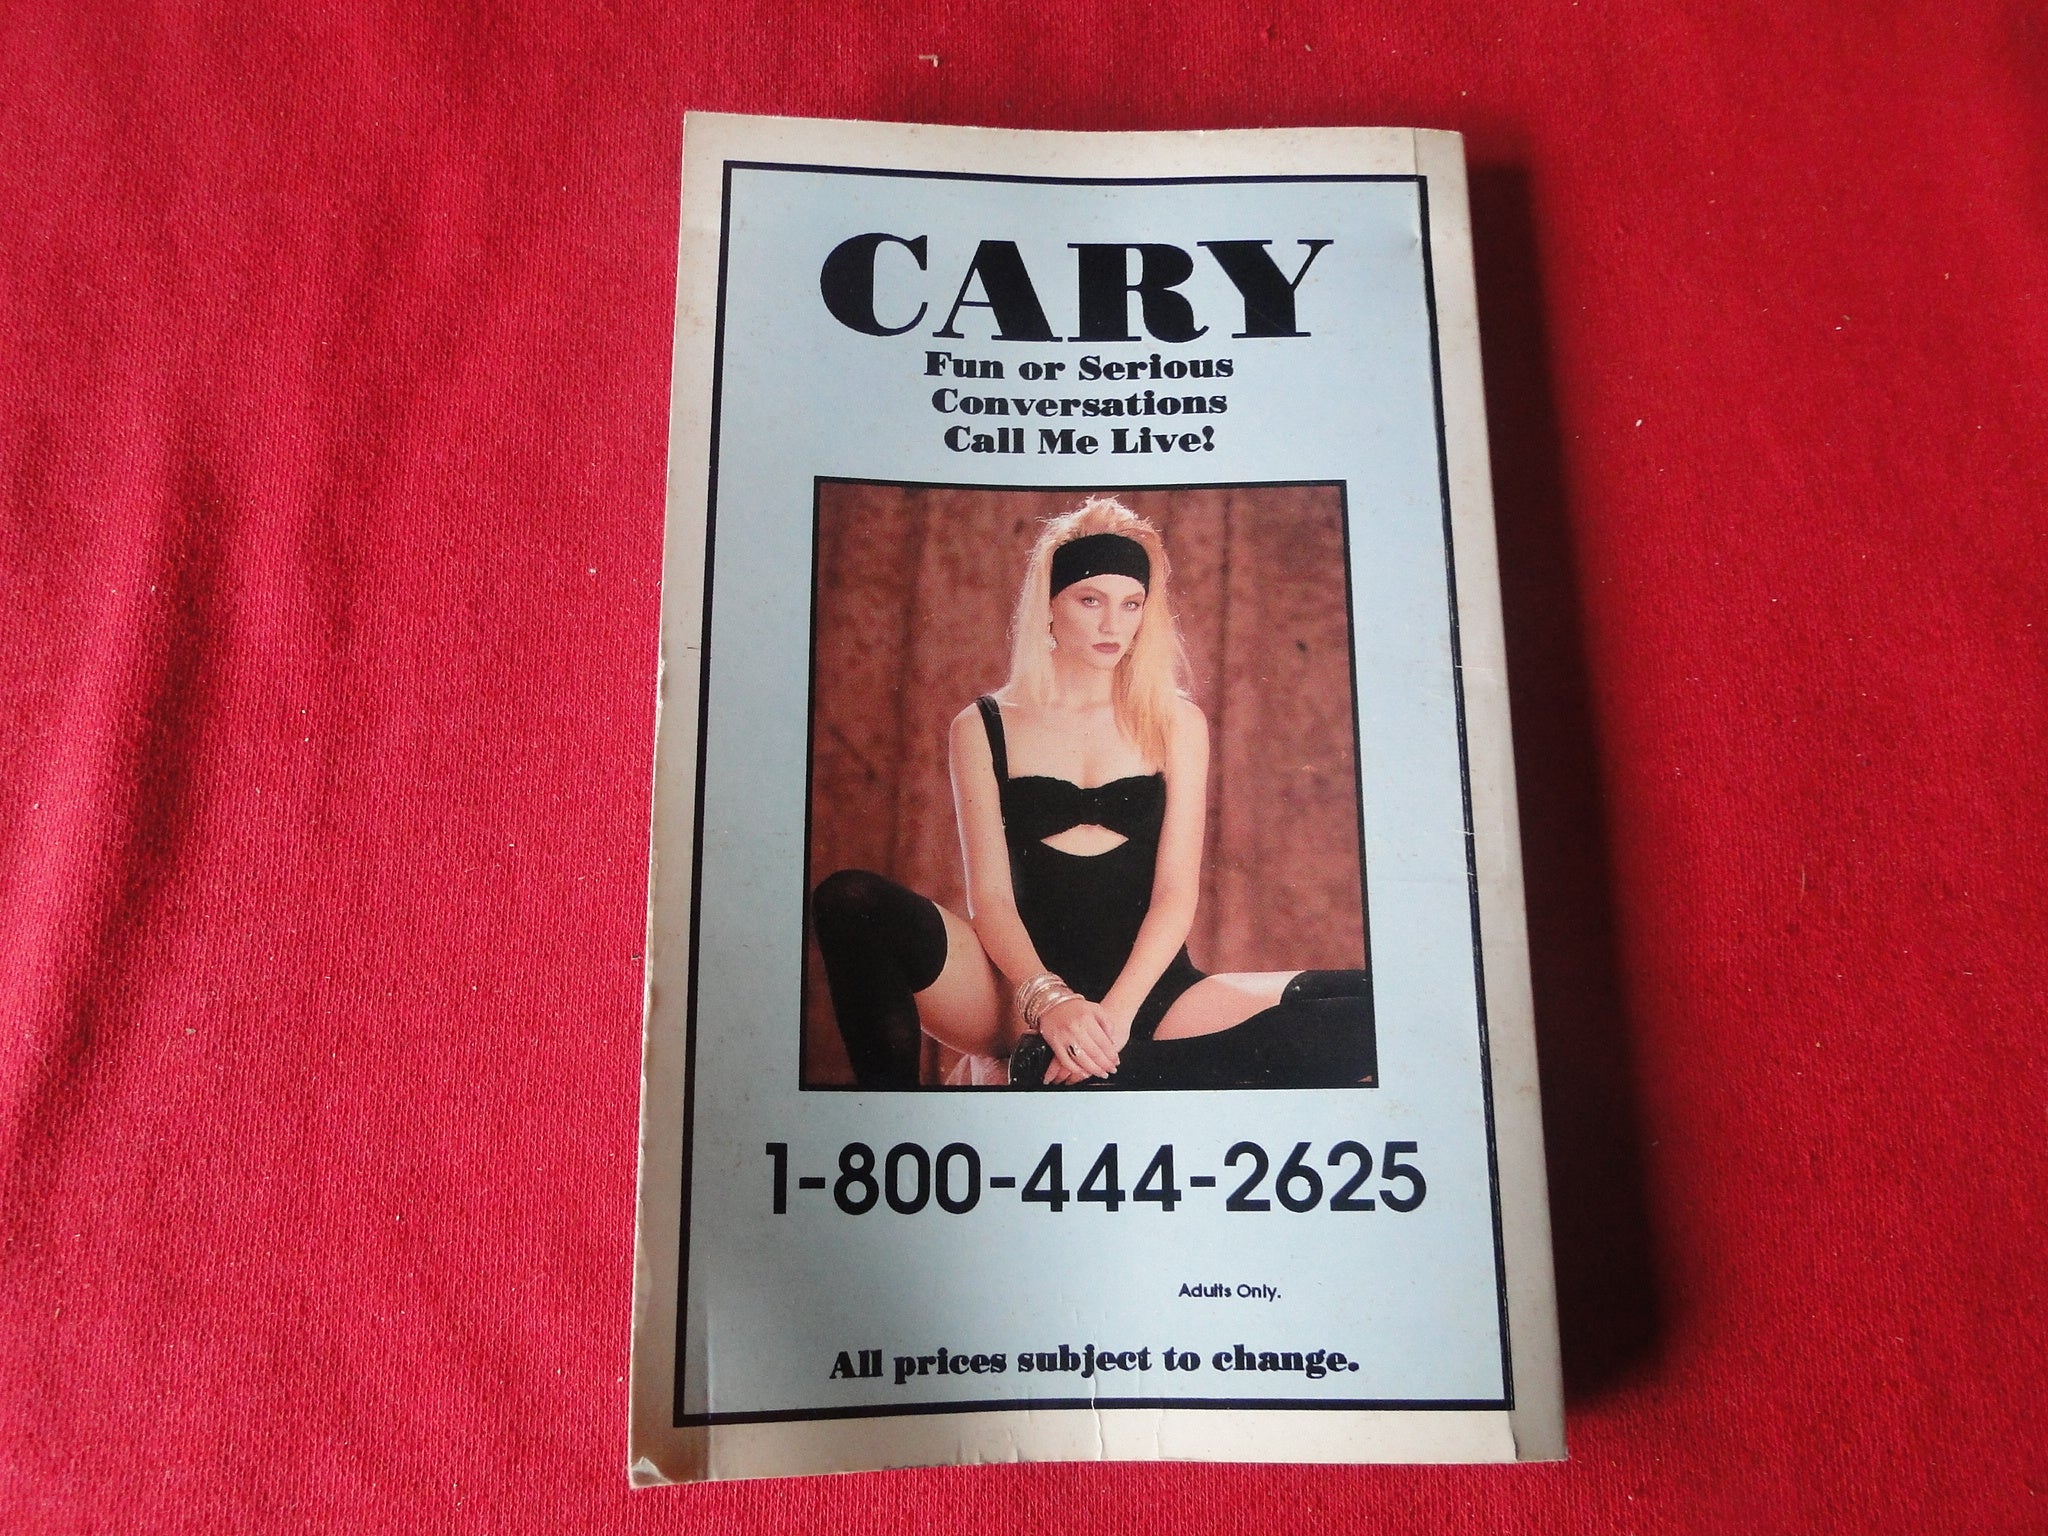 CARY
Fun or Serious
Conversations
Call Me Live!
1-800-444-2625
Adults Only.
All prices subject to change.